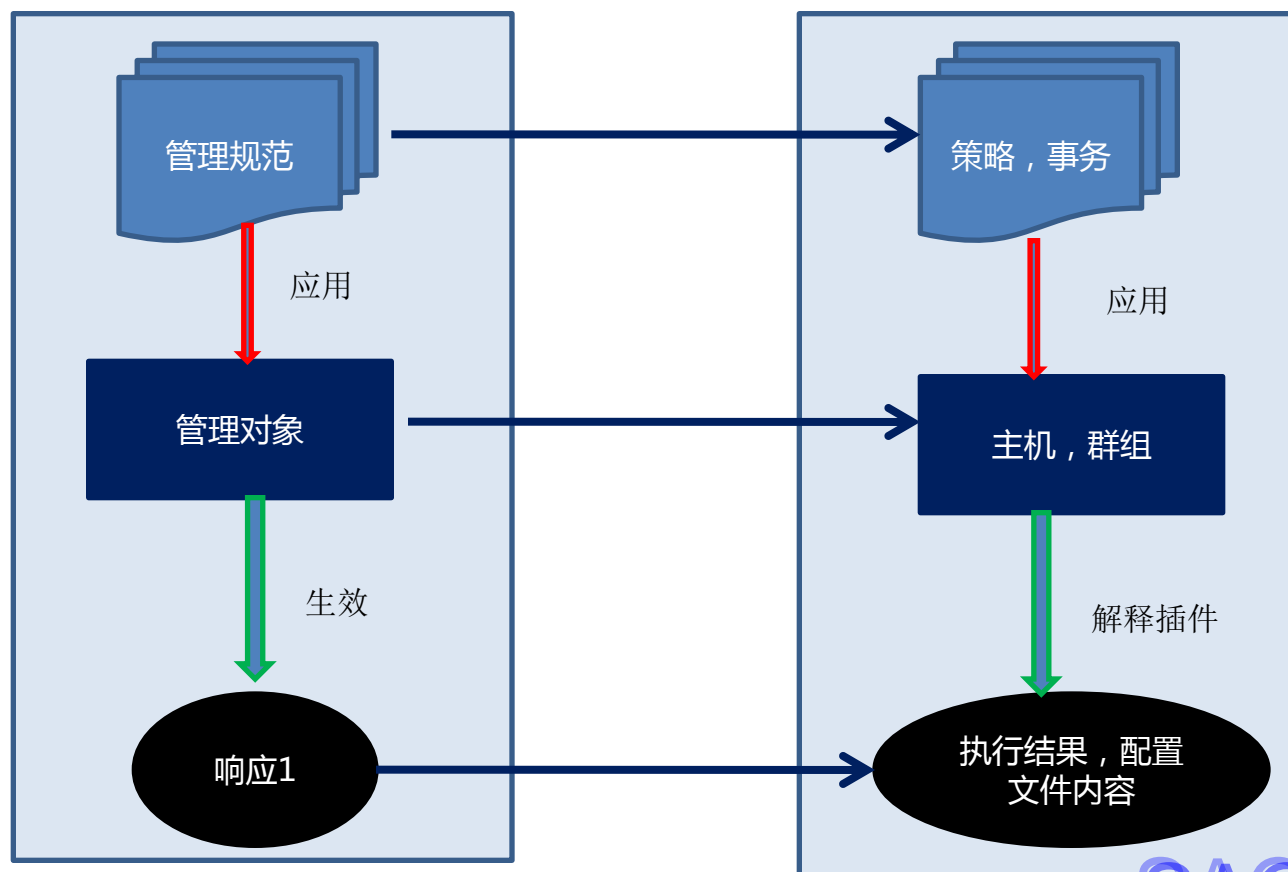 管理规范
策略，事务
应用
应用
管理对象
主机，群组
生效
解释插件
响应1
执行结果，配置
文件内容